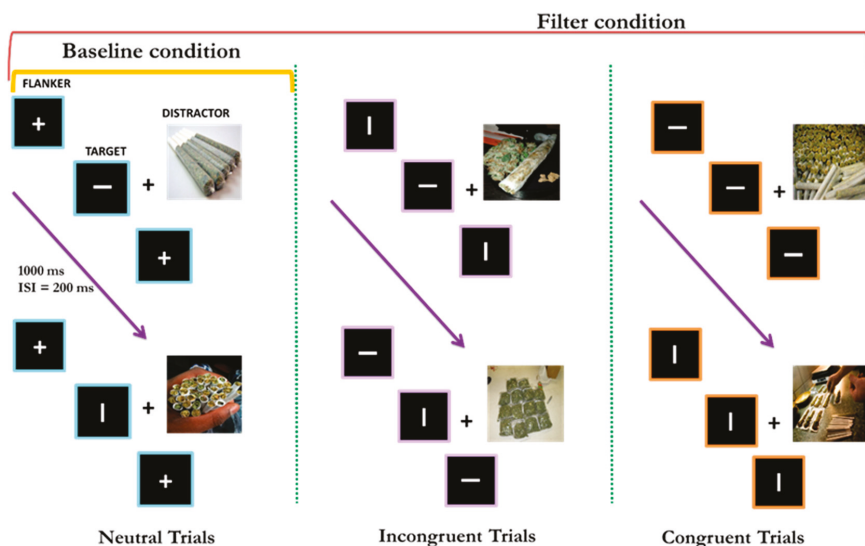 Filter condition
Baseline condition
FLANKER
DISTRACTOR
TARGET
+
+
+
+
1000 ms
ISI = 200 ms
+
+
+
+
+
+
Neutral Trials
Incongruent Trials
Congruent Trials